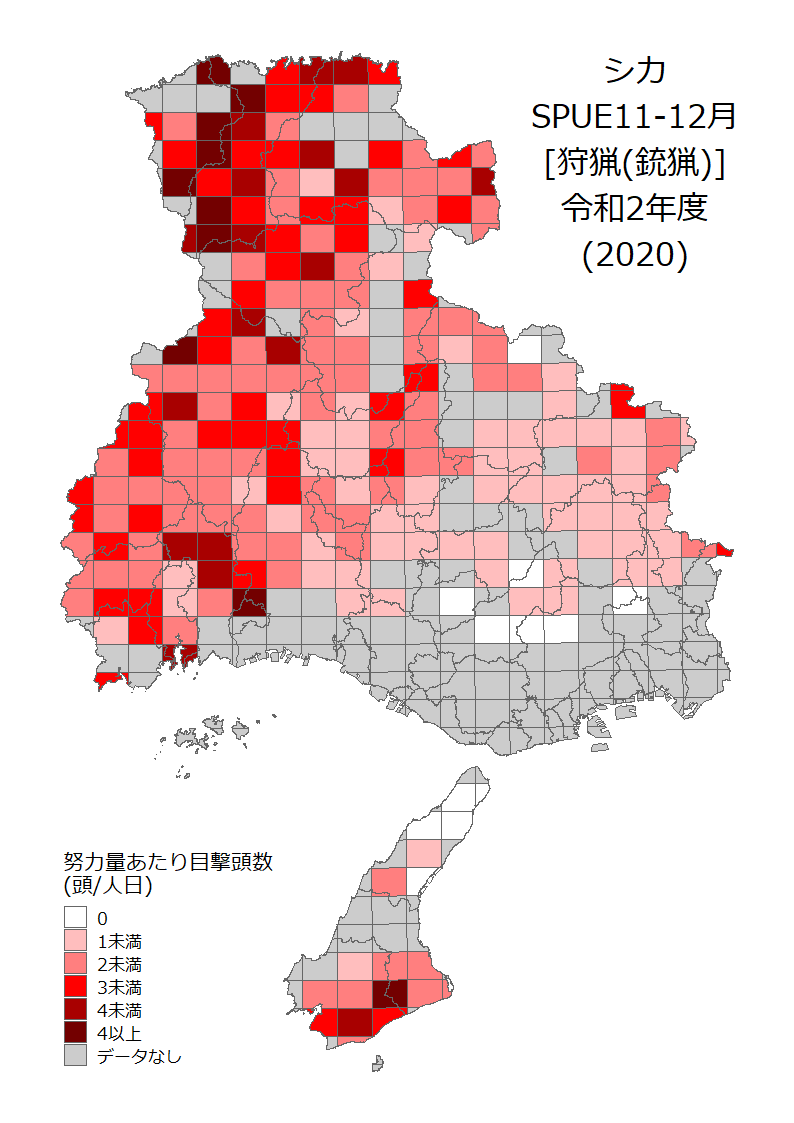 シカ
SPUE11-12月
[狩猟(銃猟)]
令和2年度
(2020)
努力量あたり目撃頭数
(頭/人日)
0
1未満
2未満
3未満
4未満
4以上
データなし